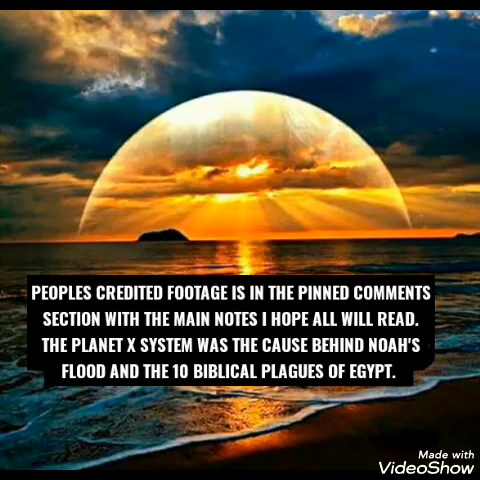 PEOPLES CREDITED FOOTAGE IS IN THE PINNED COMMENTS
SECTION WITH THE MAIN NOTES I HOPE ALL WILL READ.
THE PLANET X SYSTEM WAS THE CAUSE BEHIND NOAH'S
FLOOD AND THE 10 BIBLICAL PLAGUES OF EGYPT.
Made with
VideoShow